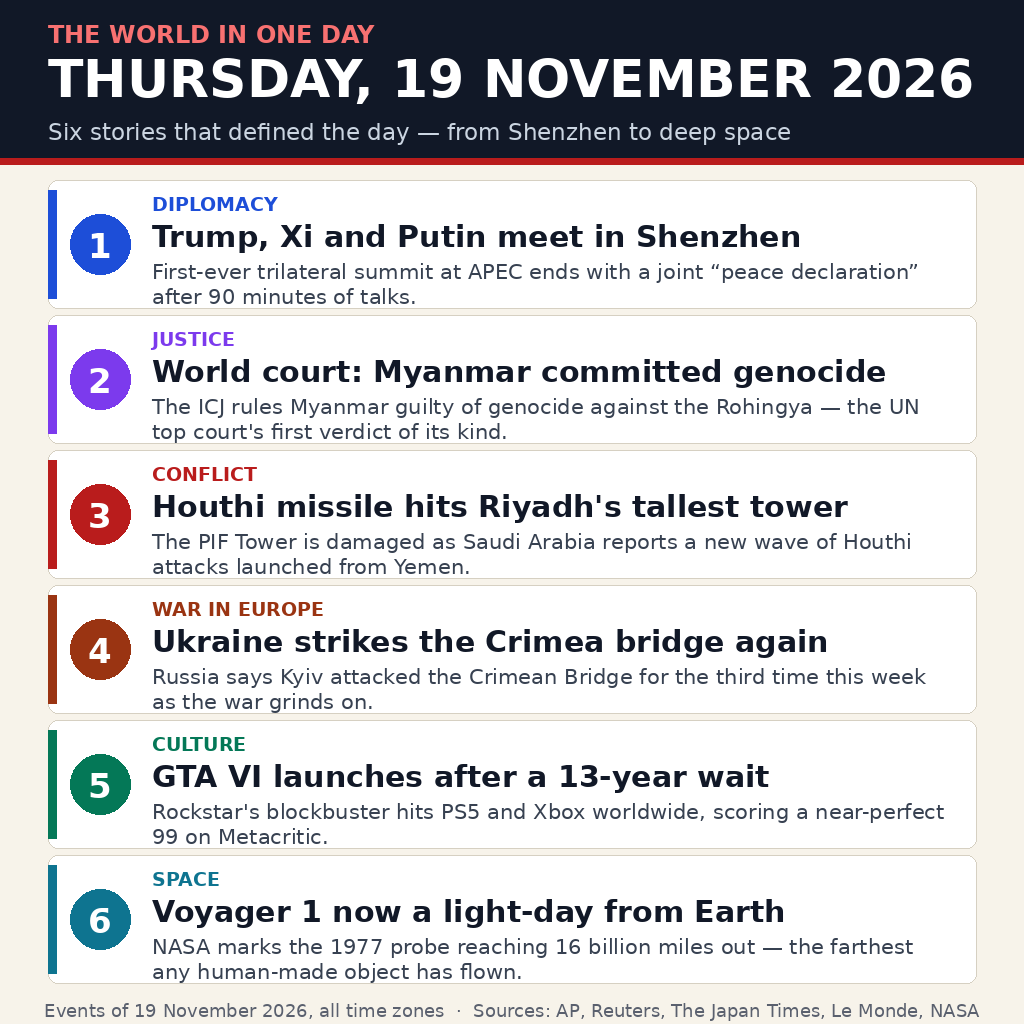 THE WORLD IN ONE DAY
THURSDAY, 19 NOVEMBER 2026
Six stories that defined the day — from Shenzhen to deep space
1
DIPLOMACY
Trump, Xi and Putin meet in Shenzhen
First-ever trilateral summit at APEC ends with a joint “peace declaration”
after 90 minutes of talks.
2
JUSTICE
World court: Myanmar committed genocide
The ICJ rules Myanmar guilty of genocide against the Rohingya — the UN
top court's first verdict of its kind.
3
CONFLICT
Houthi missile hits Riyadh's tallest tower
The PIF Tower is damaged as Saudi Arabia reports a new wave of Houthi
attacks launched from Yemen.
4
WAR IN EUROPE
Ukraine strikes the Crimea bridge again
Russia says Kyiv attacked the Crimean Bridge for the third time this week
as the war grinds on.
5
CULTURE
GTA VI launches after a 13-year wait
Rockstar's blockbuster hits PS5 and Xbox worldwide, scoring a near-perfect
99 on Metacritic.
6
SPACE
Voyager 1 now a light-day from Earth
NASA marks the 1977 probe reaching 16 billion miles out — the farthest
any human-made object has flown.
Events of 19 November 2026, all time zones · Sources: AP, Reuters, The Japan Times, Le Monde, NASA